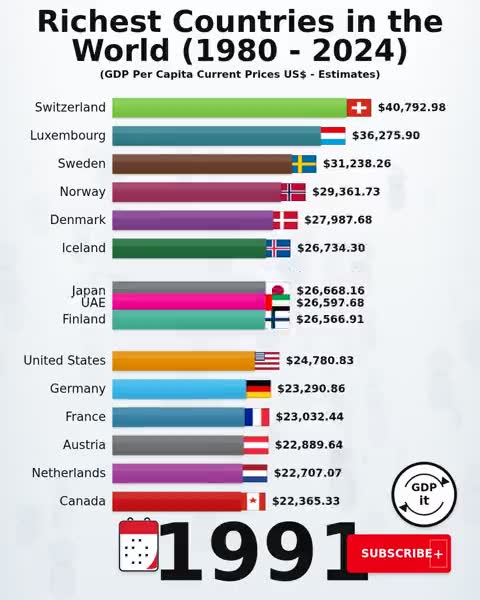 Richest Countries in the
World (1980 - 2024)
(GDP Per Capita Current Prices US$ - Estimates)
Switzerland $40,792.98
Luxembourg $36,275.90
Sweden $31,238.26
Norway $29,361.73
Denmark $27,987.68
Iceland $26,734.30
Japan $26,668.16
UAE $26,597.68
Finland $26,566.91
United States $24,780.83
Germany $23,290.86
France $23,032.44
Austria $22,889.64
Netherlands $22,707.07
Canada $22,365.33
GDP
it
1991
SUBSCRIBE+